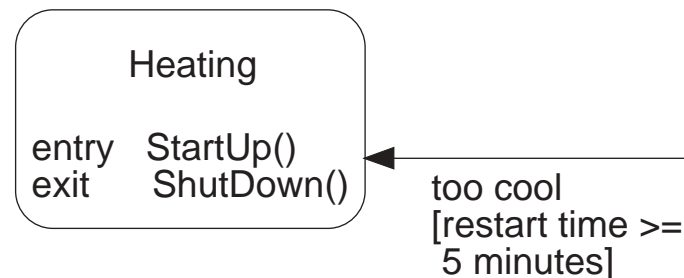 Heating
entry StartUp()
exit ShutDown()
too cool
[restart time >=
5 minutes]